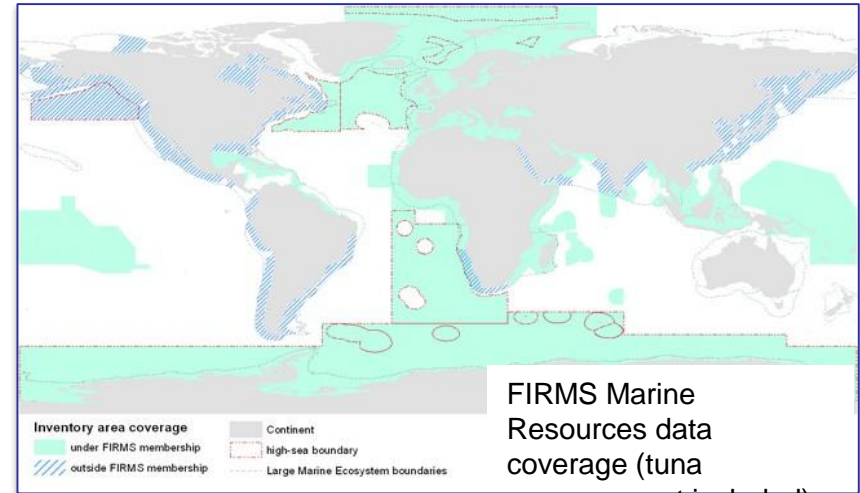 Inventory area coverage
under FIRMS membership
outside FIRMS membership
Continent
high-sea boundary
Large Marine Ecosystem boundaries
FIRMS Marine
Resources data
coverage (tuna